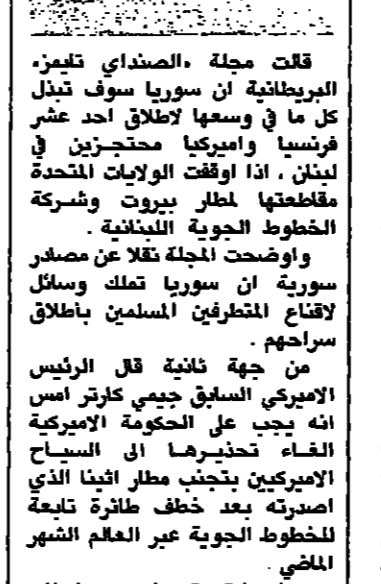 قالت مجلة «الصنداي تايمز»
البريطانية ان سوريا سوف تبذل
كل ما في وسعها لاطلاق احد عشر
فرنسيا واميركيا محتجزين في
لبنان ، اذا اوقفت الولايات المتحدة
مقاطعتها لمطار بيروت وشركة
الخطوط الجوية اللبنانية .
واوضحت المجلة نقلا عن مصادر
سورية ان سوريا تملك وسائل
لاقناع المتطرفين المسلمين بأطلاق
سراحهم .
من جهة ثانية قال الرئيس
الاميركي السابق جيمي كارتر امس
انه يجب على الحكومة الاميركية
الغاء تحذيرها الى السياح
الاميركيين بتجنب مطار اثينا الذي
اصدرته بعد خطف طائرة تابعة
للخطوط الجوية عبر العالم الشهر
الماضي .